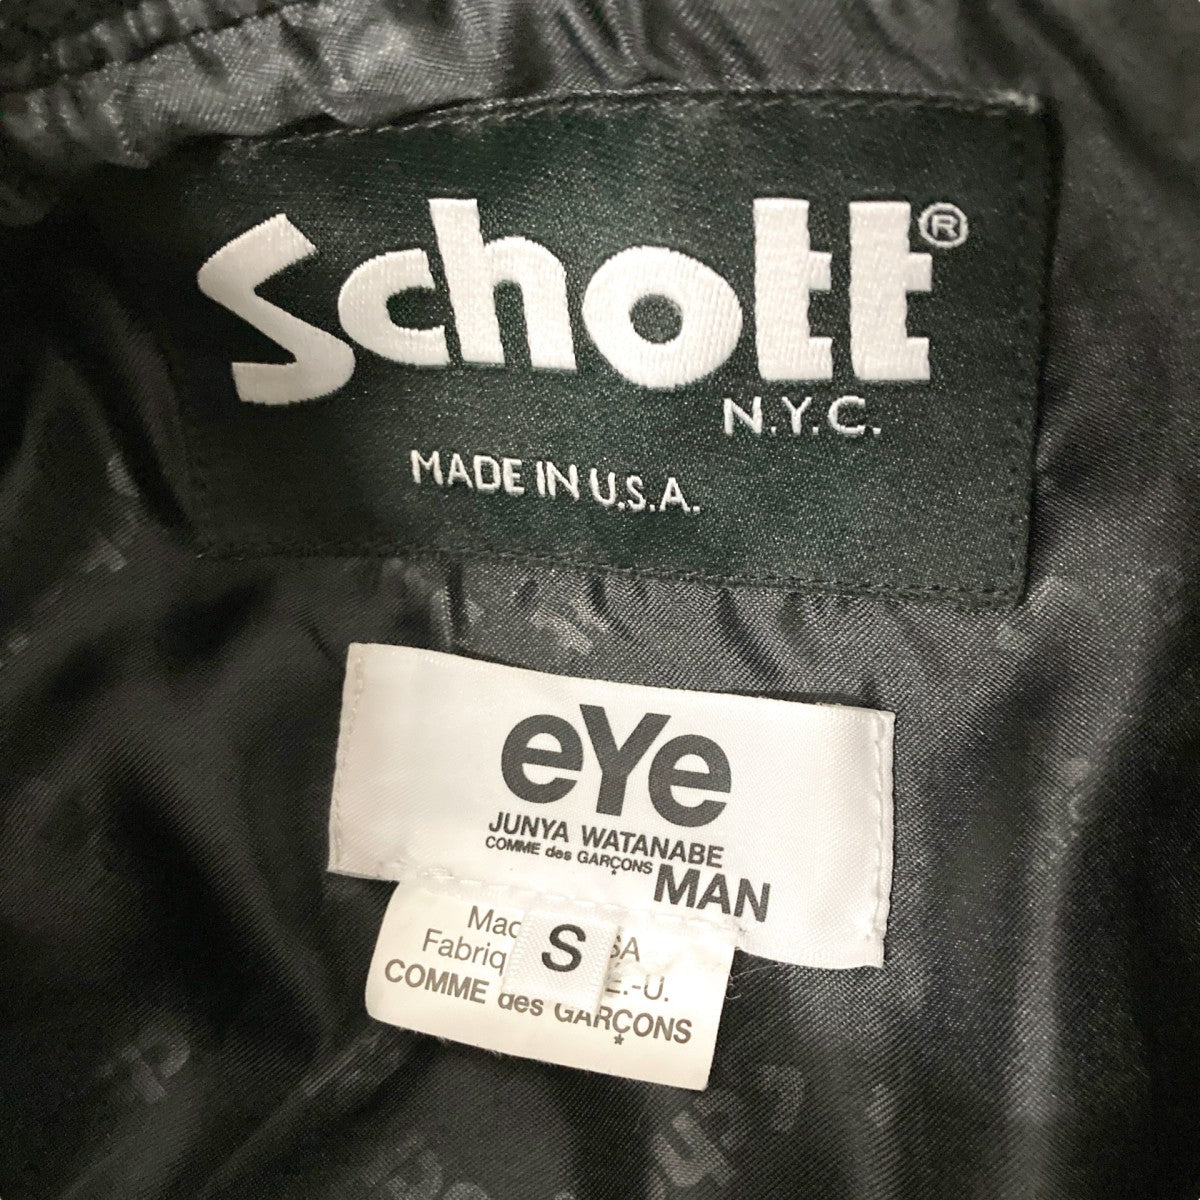 Schott®
N.Y.C.
MADE IN U.S.A.
eYe
JUNYA WATANABE
COMME des GARÇONS MAN
S
COMME des GARÇONS